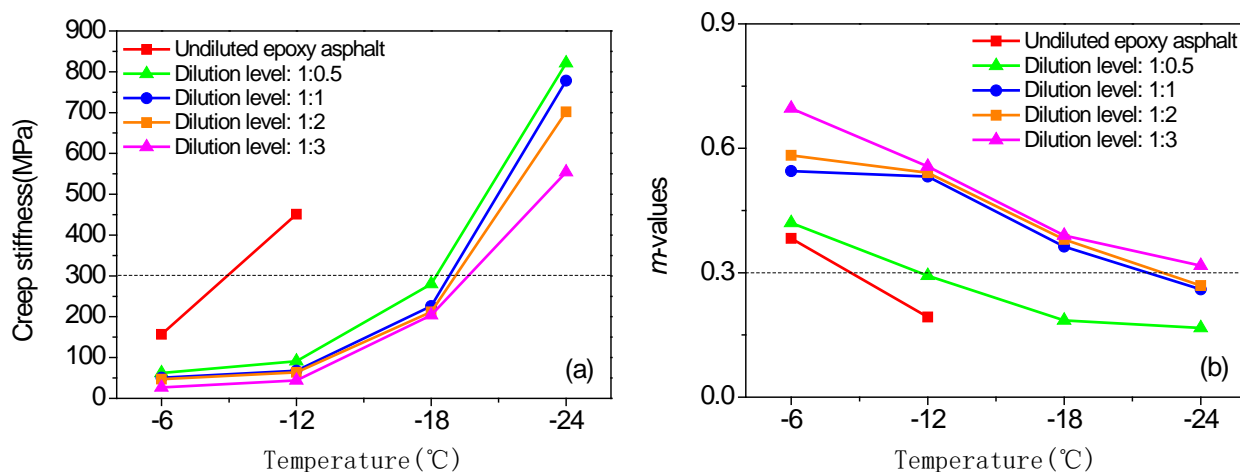 900
800
700
600
500
400
300
200
100
0
Creep stiffness(MPa)
Undiluted epoxy asphalt
Dilution level: 1:0.5
Dilution level: 1:1
Dilution level: 1:2
Dilution level: 1:3
(a)
-6 -12 -18 -24
Temperature(℃)
0.9
0.6
0.3
0.0
m-values
Undiluted epoxy asphalt
Dilution level: 1:0.5
Dilution level: 1:1
Dilution level: 1:2
Dilution level: 1:3
(b)
-6 -12 -18 -24
Temperature(℃)